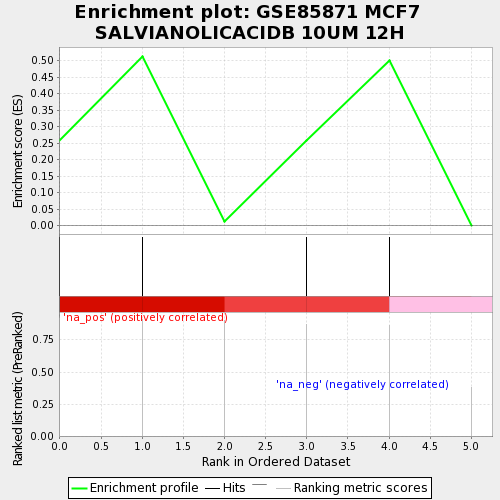 Enrichment plot: GSE85871 MCF7
SALVIANOLICACIDB 10UM 12H
Enrichment score (ES)
0.50
0.45
0.40
0.35
0.30
0.25
0.20
0.15
0.10
0.05
0.00
'na_pos' (positively correlated)
Ranked list metric (PreRanked)
0.75
0.50
0.25
0.00
'na_neg' (negatively correlated)
0.0 0.5 1.0 1.5 2.0 2.5 3.0 3.5 4.0 4.5 5.0
Rank in Ordered Dataset
Enrichment profile Hits Ranking metric scores